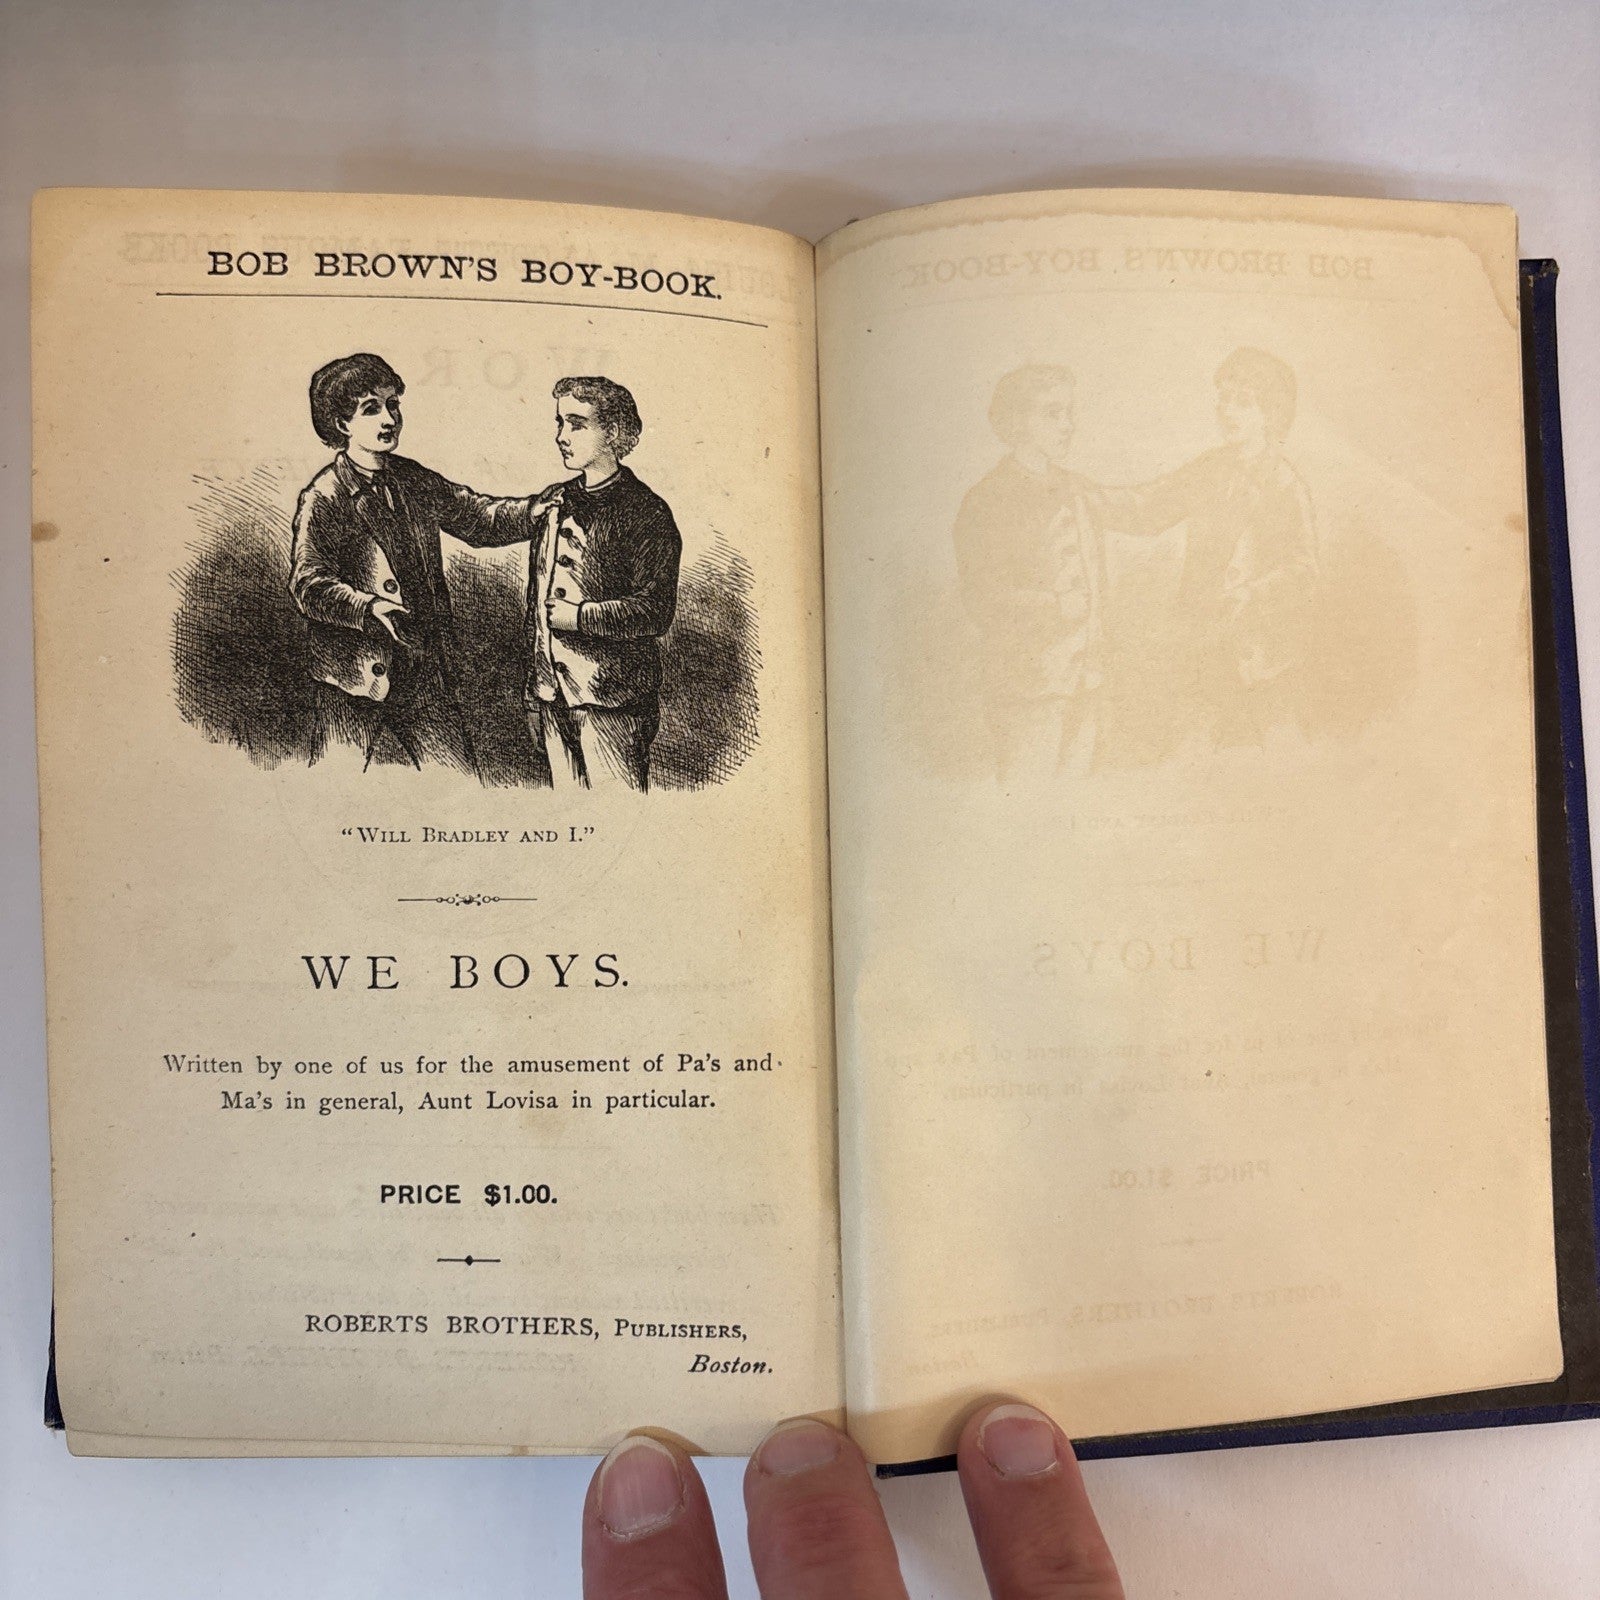 BOB BROWN'S BOY-BOOK.
"WILL BRADLEY AND I."
WE BOYS.
Written by one of us for the amusement of Pa's and
Ma's in general, Aunt Lovisa in particular.
PRICE $1.00.
ROBERTS BROTHERS, PUBLISHERS,
Boston.